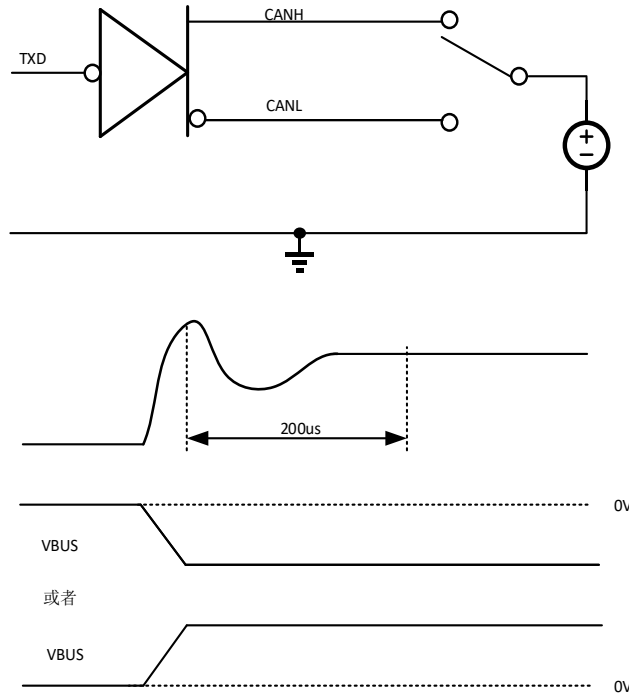 CANH
TXD
CANL
+
−
200us
0V
VBUS
或者
VBUS
0V